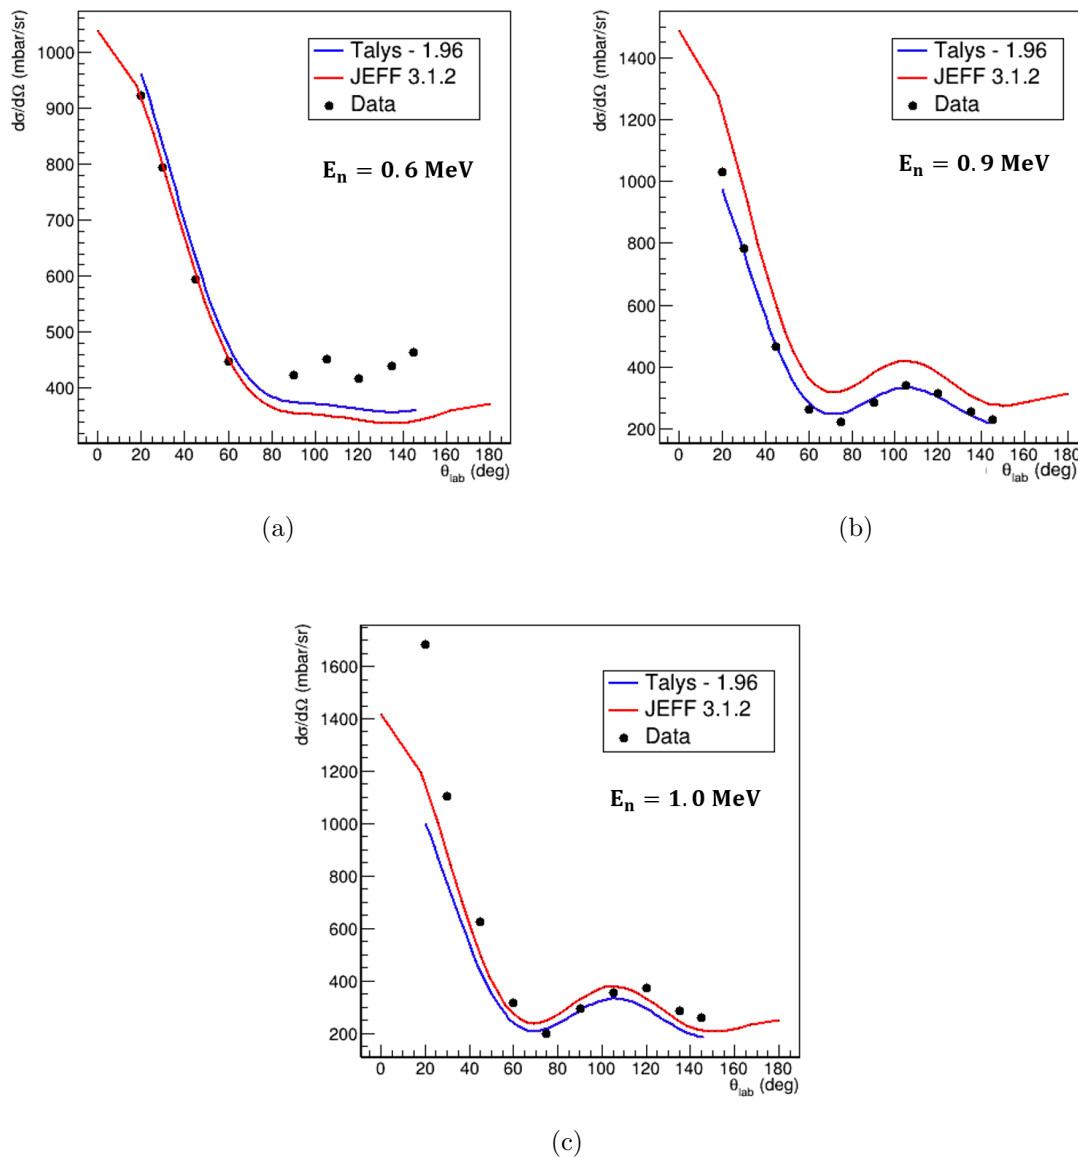 dσ/dΩ (mbar/sr)
1000
900
800
700
600
500
400
Talys - 1.96
JEFF 3.1.2
Data
E_n = 0.6 MeV
0 20 40 60 80 100 120 140 160 180
θ_lab (deg)
(a)
dσ/dΩ (mbar/sr)
1400
1200
1000
800
600
400
200
Talys - 1.96
JEFF 3.1.2
Data
E_n = 0.9 MeV
0 20 40 60 80 100 120 140 160 180
θ_lab (deg)
(b)
dσ/dΩ (mbar/sr)
1600
1400
1200
1000
800
600
400
200
Talys - 1.96
JEFF 3.1.2
Data
E_n = 1.0 MeV
0 20 40 60 80 100 120 140 160 180
θ_lab (deg)
(c)